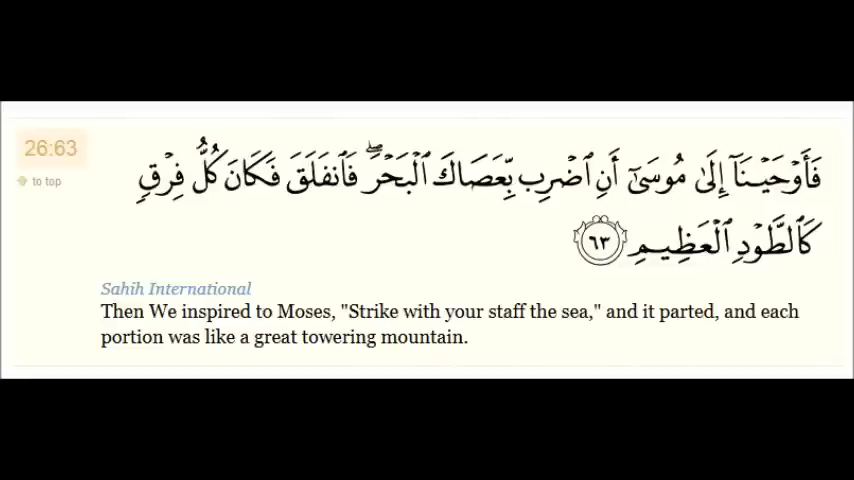 26:63
to top
فَأَوْحَيْنَآ إِلَىٰ مُوسَىٰٓ أَنِ ٱضْرِب بِّعَصَاكَ ٱلْبَحْرَ ۖ فَٱنفَلَقَ فَكَانَ كُلُّ فِرْقٍۢ
كَٱلطَّوْدِ ٱلْعَظِيمِ ٦٣
Sahih International
Then We inspired to Moses, "Strike with your staff the sea," and it parted, and each
portion was like a great towering mountain.